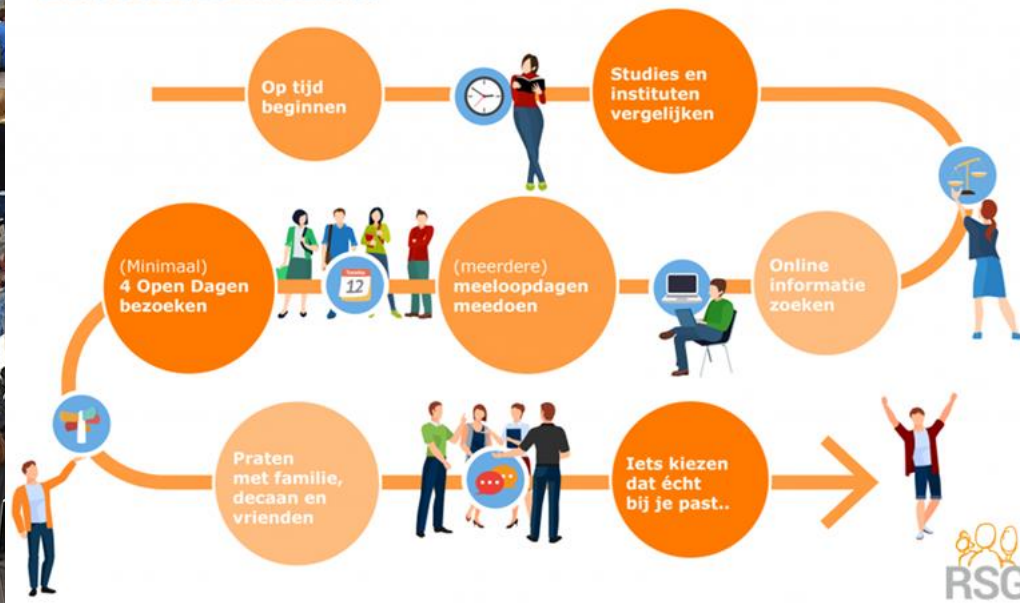 Op tijd
beginnen
Studies en
instituten
vergelijken
Online
informatie
zoeken
(meerdere)
meeloopdagen
meedoen
Tuesday
12
(Minimaal)
4 Open Dagen
bezoeken
Praten
met familie,
decaan en
vrienden
Iets kiezen
dat écht
bij je past..
RSG